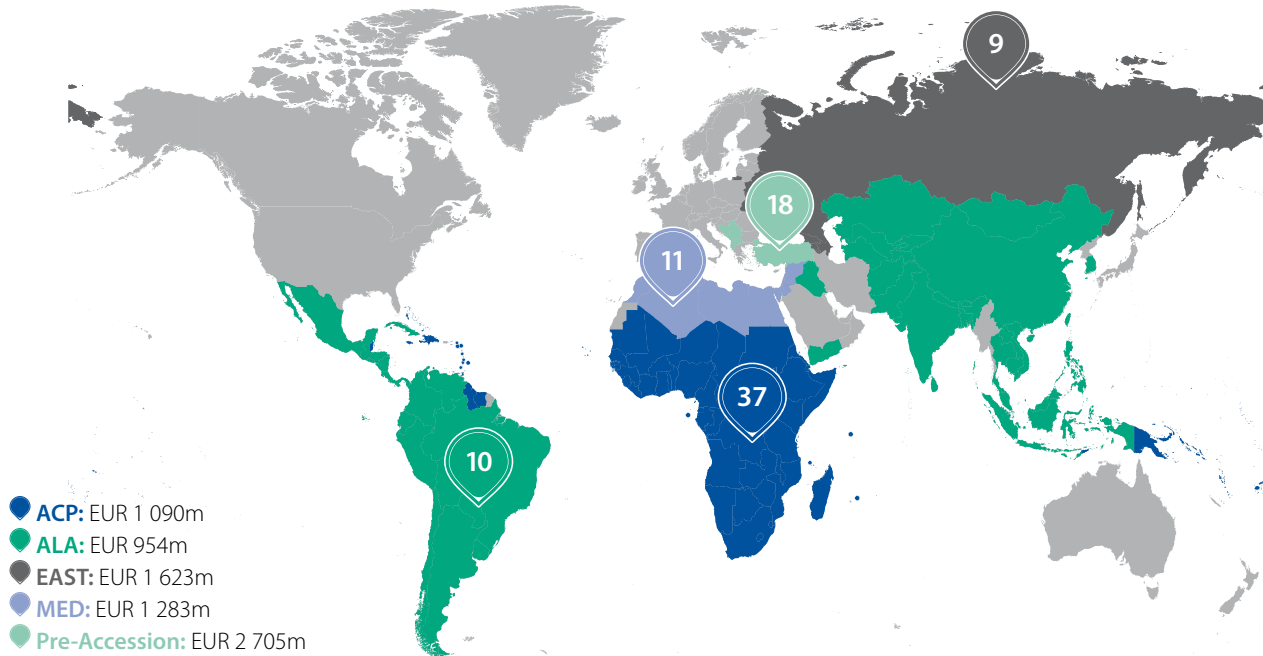 9
18
11
37
10
ACP: EUR 1 090m
ALA: EUR 954m
EAST: EUR 1 623m
MED: EUR 1 283m
Pre-Accession: EUR 2 705m